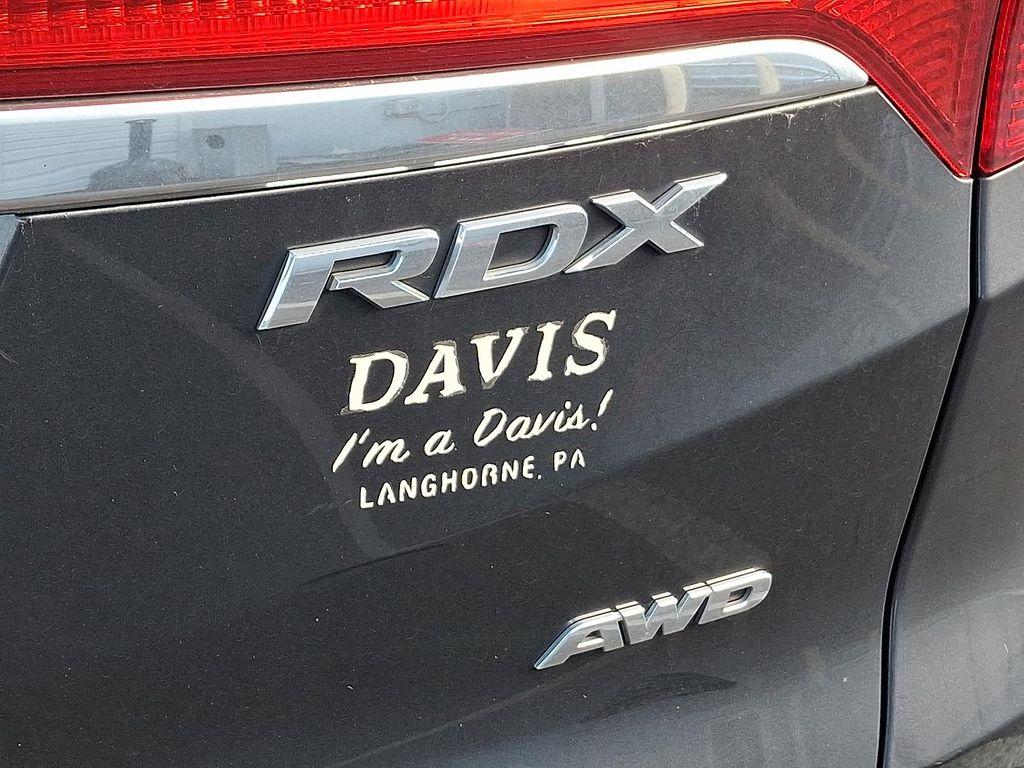 RDX
DAVIS
I'm a Davis!
LANGHORNE, PA
AWD